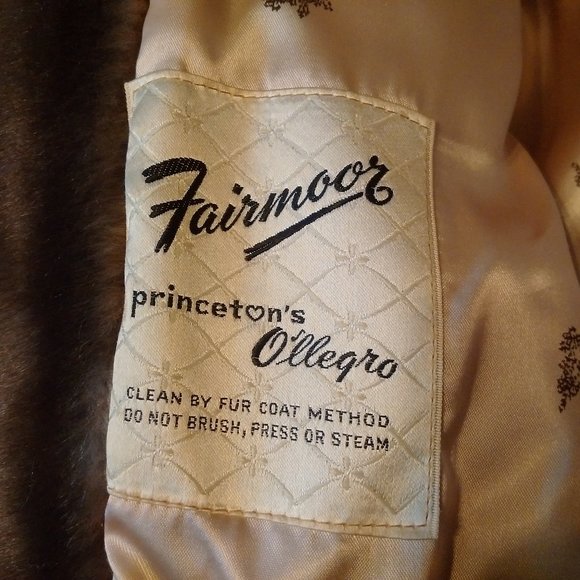 Fairmoor
princeton's
O'llegro
CLEAN BY FUR COAT METHOD
DO NOT BRUSH, PRESS OR STEAM